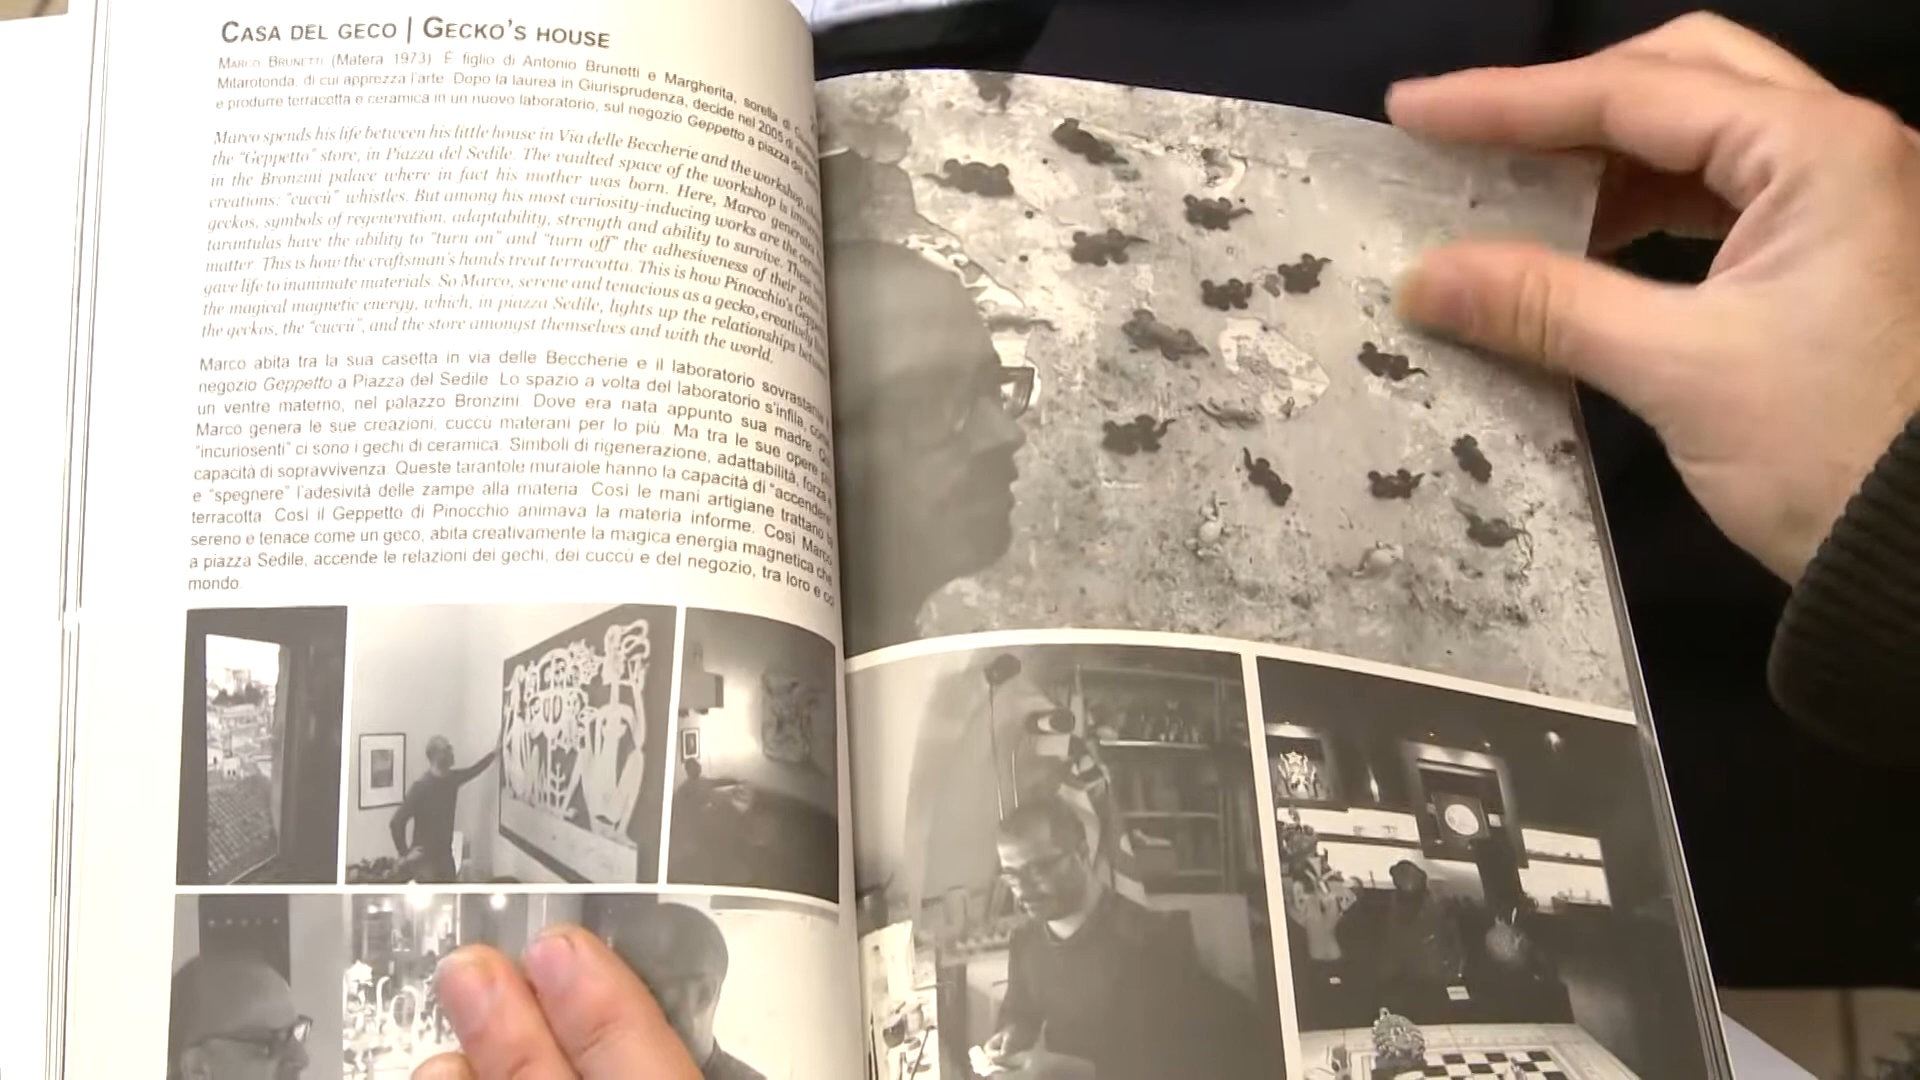 CASA DEL GECO | GECKO'S HOUSE
MARCO BRUNETTI (Matera 1973). È figlio di Antonio Brunetti e Margherita, sorella di
Mitarotonda, di cui apprezza l'arte. Dopo la laurea in Giurisprudenza, decide nel 2005 di
e produrre terracotta e ceramica in un nuovo laboratorio, sul negozio Geppetto a piazza del
Marco spends his life between his little house in Via delle Beccherie and the workshop,
the "Geppetto" store, in Piazza del Sedile. The vaulted space of the workshop is
in the Bronzini palace where in fact his mother was born. Here, Marco generates
creations: "cuccù" whistles. But among his most curiosity-inducing works are the
geckos, symbols of regeneration, adaptability, strength and ability to survive. These
tarantulas have the ability to "turn on" and "turn off" the adhesiveness of their
matter. This is how the craftsman's hands treat terracotta. This is how Pinocchio's
gave life to inanimate materials. So Marco, serene and tenacious as a gecko, creatively
the magical magnetic energy, which, in piazza Sedile, lights up the relationships
the geckos, the "cuccù", and the store amongst themselves and with the world.
Marco abita tra la sua casetta in via delle Beccherie e il laboratorio
negozio Geppetto a Piazza del Sedile. Lo spazio a volta del laboratorio s'infila,
un ventre materno, nel palazzo Bronzini. Dove era nata appunto sua madre.
Marco genera le sue creazioni, cuccù materani per lo più. Ma tra le sue opere
"incuriosenti" ci sono i gechi di ceramica. Simboli di rigenerazione, adattabilità, forza
capacità di sopravvivenza. Queste tarantole muraiole hanno la capacità di "accendere"
e "spegnere" l'adesività delle zampe alla materia. Così le mani artigiane trattano
terracotta. Così il Geppetto di Pinocchio animava la materia informe. Così Marco
sereno e tenace come un geco, abita creativamente la magica energia magnetica che
a piazza Sedile, accende le relazioni dei gechi, dei cuccù e del negozio, tra loro e
mondo.